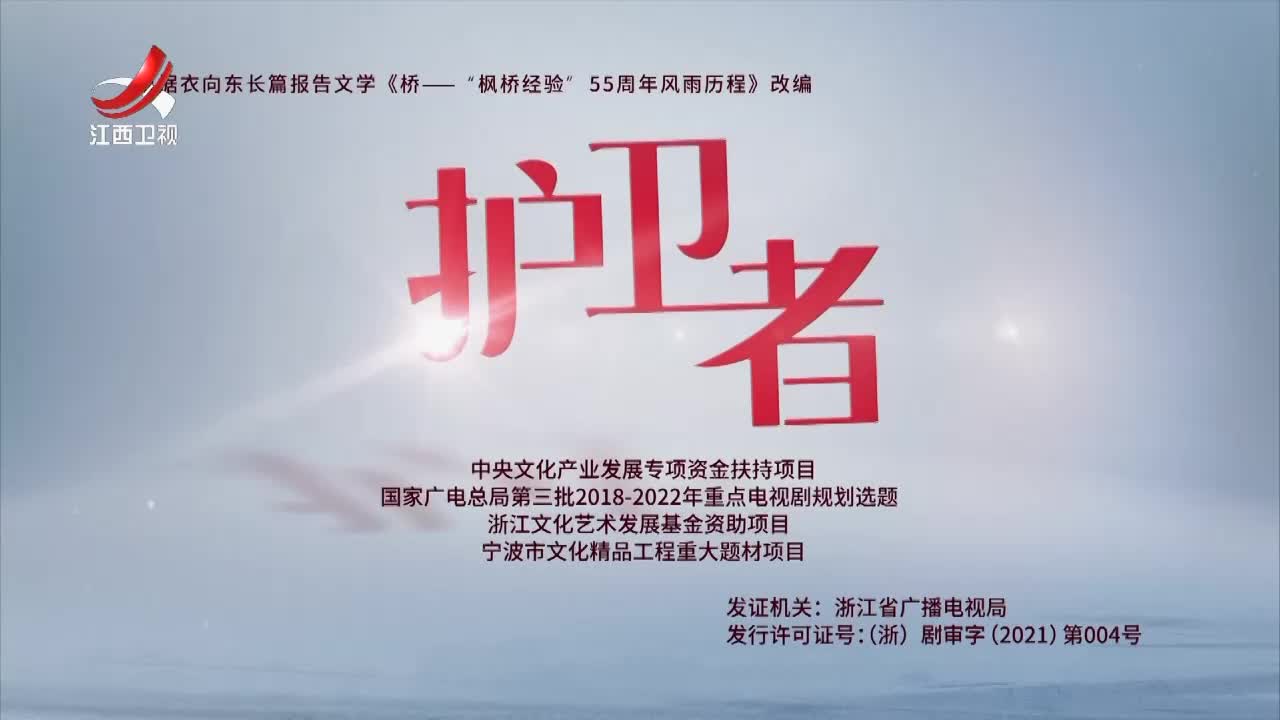 据衣向东长篇报告文学《桥——“枫桥经验” 55周年风雨历程》改编
江西卫视
护卫者
中央文化产业发展专项资金扶持项目
国家广电总局第三批2018-2022年重点电视剧规划选题
浙江文化艺术发展基金资助项目
宁波市文化精品工程重大题材项目
发证机关：浙江省广播电视局
发行许可证号：（浙）剧审字（2021）第004号